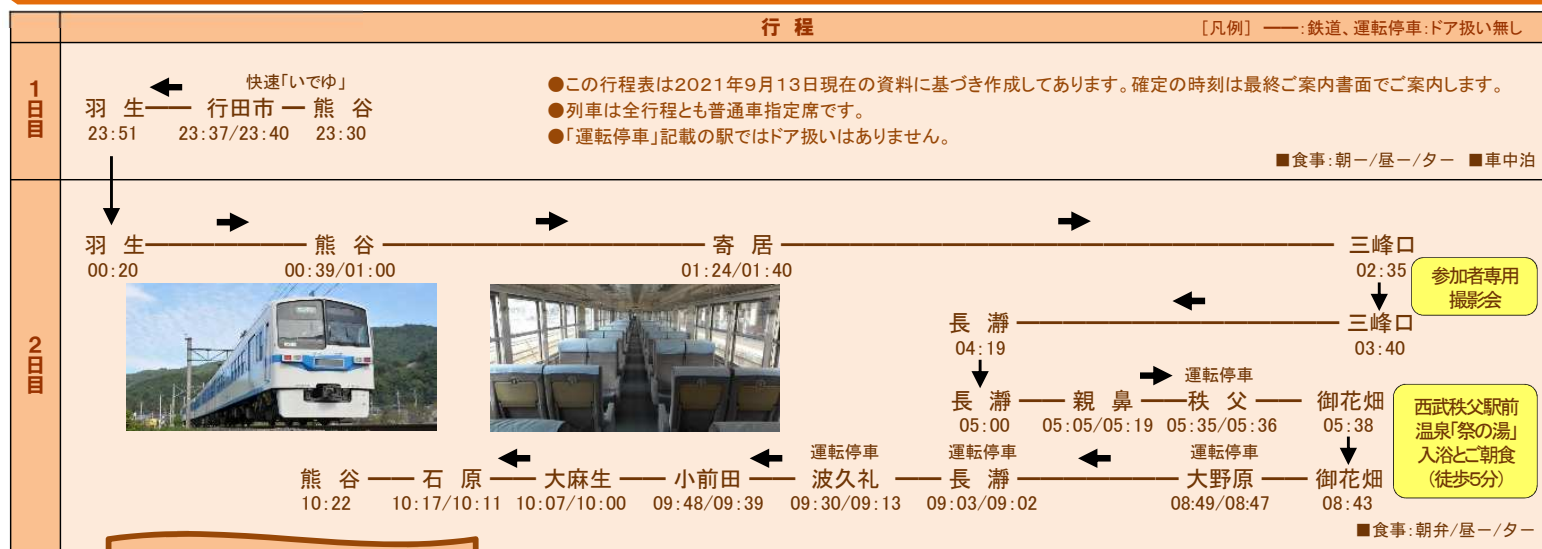 行 程
［凡例］ ――:鉄道、運転停車:ドア扱い無し
1日目
快速「いでゆ」
羽 生―― 行田市 ― 熊 谷
23:51 23:37/23:40 23:30
●この行程表は2021年9月13日現在の資料に基づき作成してあります。確定の時刻は最終ご案内書面でご案内します。
●列車は全行程とも普通車指定席です。
●「運転停車」記載の駅ではドア扱いはありません。
■食事:朝ー/昼ー/夕ー ■車中泊
2日目
羽 生―――――――熊 谷――――――――――――――寄 居――――――――――――――――――――――――三峰口
00:20 00:39/01:00 01:24/01:40 02:35
参加者専用
撮影会
長 瀞――――――――――――――三峰口
04:19 03:40
運転停車
長 瀞―― 親 鼻――秩 父―― 御花畑
05:00 05:05/05:19 05:35/05:36 05:38
西武秩父駅前
温泉「祭の湯」
入浴とご朝食
(徒歩5分)
運転停車 運転停車 運転停車
熊 谷―― 石 原―― 大麻生―― 小前田―― 波久礼 ―― 長 瀞――――――――大野原―― 御花畑
10:22 10:17/10:11 10:07/10:00 09:48/09:39 09:30/09:13 09:03/09:02 08:49/08:47 08:43
■食事:朝弁/昼ー/夕ー